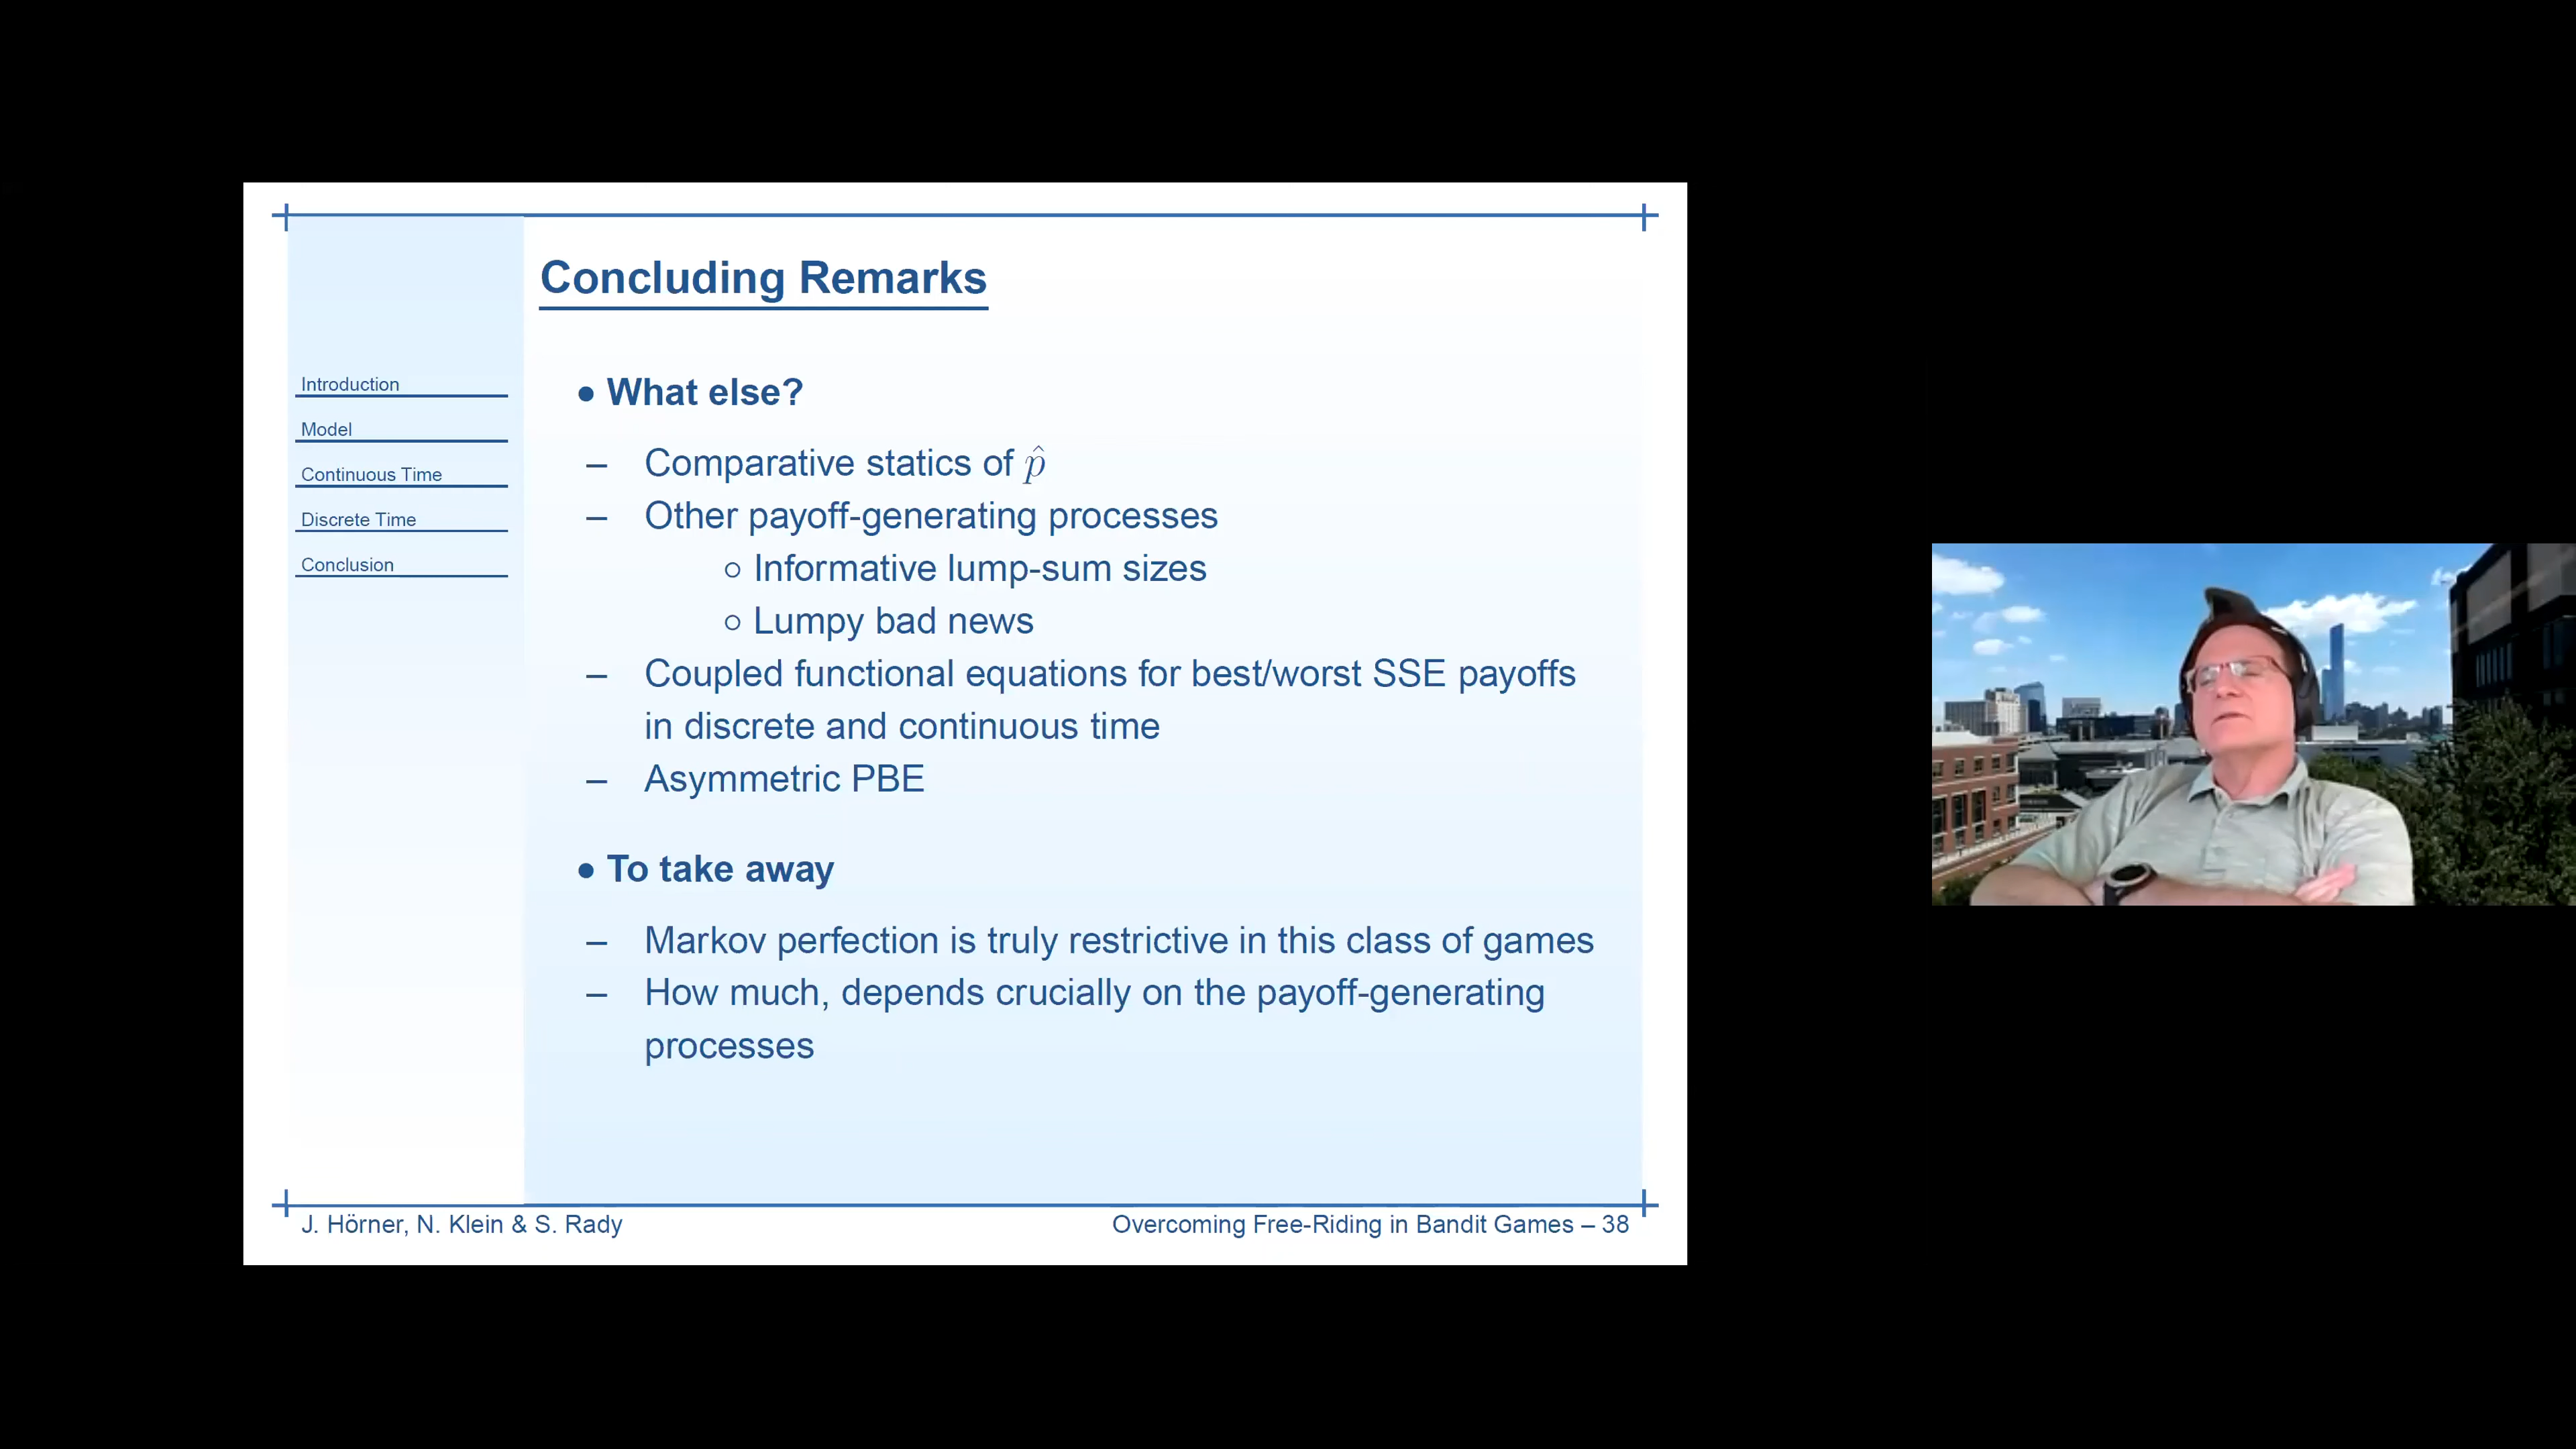 Concluding Remarks
Introduction
Model
Continuous Time
Discrete Time
Conclusion
● What else?
– Comparative statics of p̂
– Other payoff-generating processes
○ Informative lump-sum sizes
○ Lumpy bad news
– Coupled functional equations for best/worst SSE payoffs
in discrete and continuous time
– Asymmetric PBE
● To take away
– Markov perfection is truly restrictive in this class of games
– How much, depends crucially on the payoff-generating
processes
J. Hörner, N. Klein & S. Rady
Overcoming Free-Riding in Bandit Games – 38